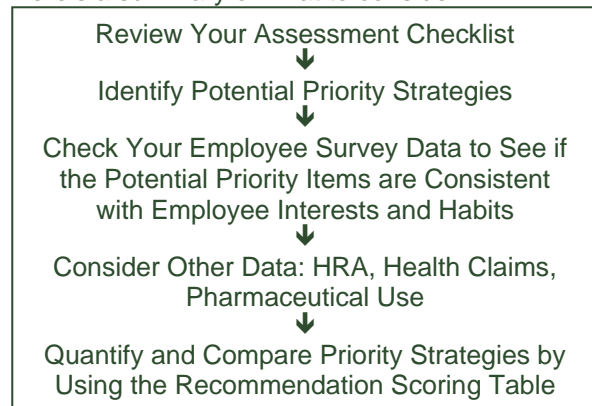 Review Your Assessment Checklist
Identify Potential Priority Strategies
Check Your Employee Survey Data to See if
the Potential Priority Items are Consistent
with Employee Interests and Habits
Consider Other Data: HRA, Health Claims,
Pharmaceutical Use
Quantify and Compare Priority Strategies by
Using the Recommendation Scoring Table